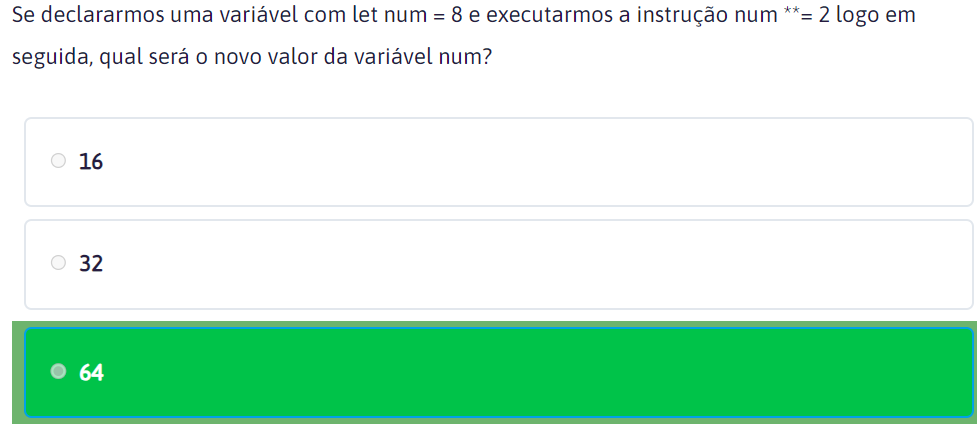 Se declararmos uma variável com let num = 8 e executarmos a instrução num **= 2 logo em
seguida, qual será o novo valor da variável num?
16
32
64